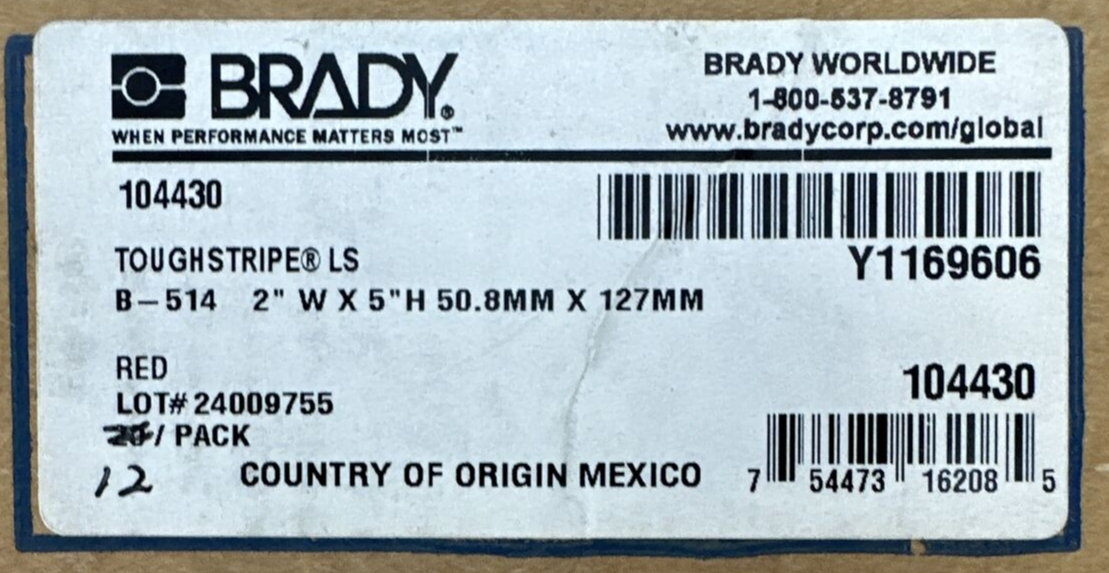 BRADY®
WHEN PERFORMANCE MATTERS MOST™
BRADY WORLDWIDE
1-800-537-8791
www.bradycorp.com/global
104430
Y1169606
TOUGHSTRIPE® LS
B-514 2" W X 5"H 50.8MM X 127MM
RED
104430
LOT# 24009755
20/ PACK
12
COUNTRY OF ORIGIN MEXICO
7 54473 16208 5